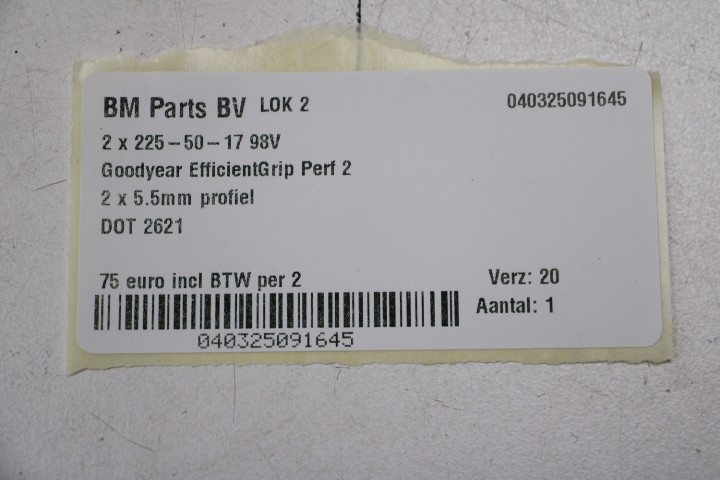 BM Parts BV LOK 2 040325091645
2 x 225-50-17 98V
Goodyear EfficientGrip Perf 2
2 x 5.5mm profiel
DOT 2621
75 euro incl BTW per 2 Verz: 20
Aantal: 1
040325091645